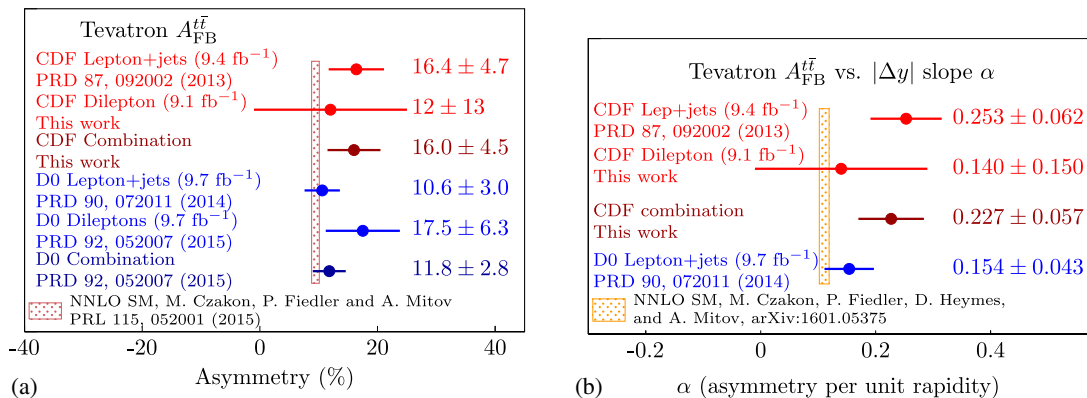 Tevatron A_FB^{tt̄}
CDF Lepton+jets (9.4 fb⁻¹)
PRD 87, 092002 (2013)
16.4 ± 4.7
CDF Dilepton (9.1 fb⁻¹)
This work
12 ± 13
CDF Combination
This work
16.0 ± 4.5
D0 Lepton+jets (9.7 fb⁻¹)
PRD 90, 072011 (2014)
10.6 ± 3.0
D0 Dileptons (9.7 fb⁻¹)
PRD 92, 052007 (2015)
17.5 ± 6.3
D0 Combination
PRD 92, 052007 (2015)
11.8 ± 2.8
NNLO SM, M. Czakon, P. Fiedler and A. Mitov
PRL 115, 052001 (2015)
-40 -20 0 20 40
Asymmetry (%)
(a)
Tevatron A_FB^{tt̄} vs. |Δy| slope α
CDF Lep+jets (9.4 fb⁻¹)
PRD 87, 092002 (2013)
0.253 ± 0.062
CDF Dilepton (9.1 fb⁻¹)
This work
0.140 ± 0.150
CDF combination
This work
0.227 ± 0.057
D0 Lepton+jets (9.7 fb⁻¹)
PRD 90, 072011 (2014)
0.154 ± 0.043
NNLO SM, M. Czakon, P. Fiedler, D. Heymes,
and A. Mitov, arXiv:1601.05375
-0.2 0 0.2 0.4
α (asymmetry per unit rapidity)
(b)